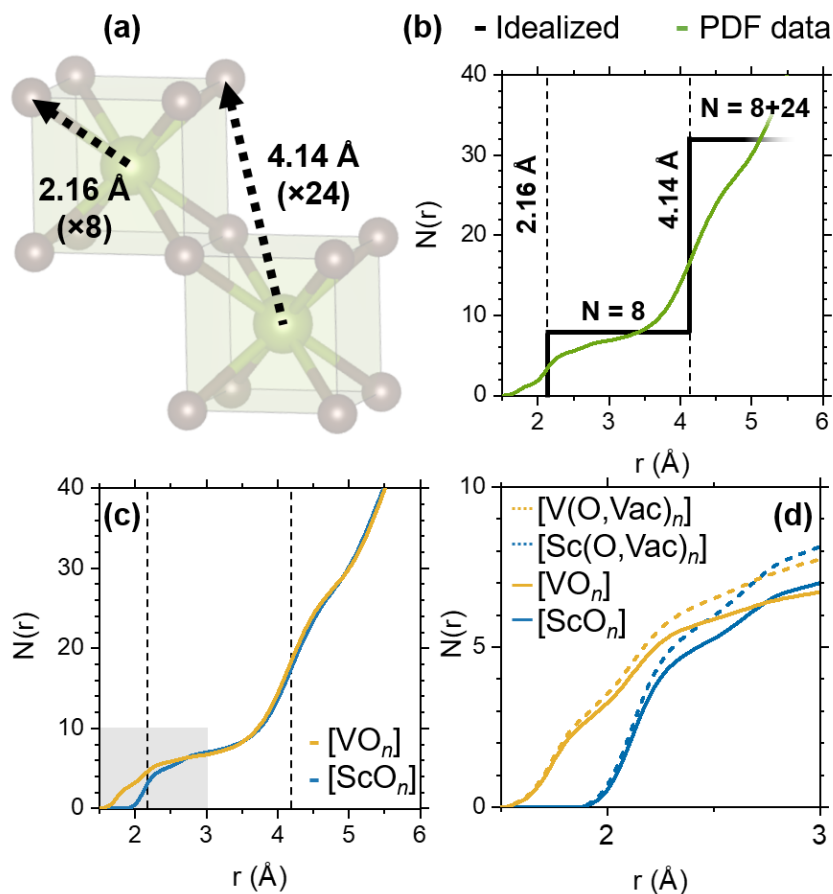 (a)
2.16 Å
(×8)
4.14 Å
(×24)
(b)
Idealized
PDF data
N(r)
40
30
20
10
0
2.16 Å
4.14 Å
N = 8
N = 8+24
2 3 4 5 6
r (Å)
(c)
N(r)
40
30
20
10
0
[VOn]
[ScOn]
2 3 4 5 6
r (Å)
(d)
N(r)
10
5
0
[V(O,Vac)n]
[Sc(O,Vac)n]
[VOn]
[ScOn]
2 3
r (Å)